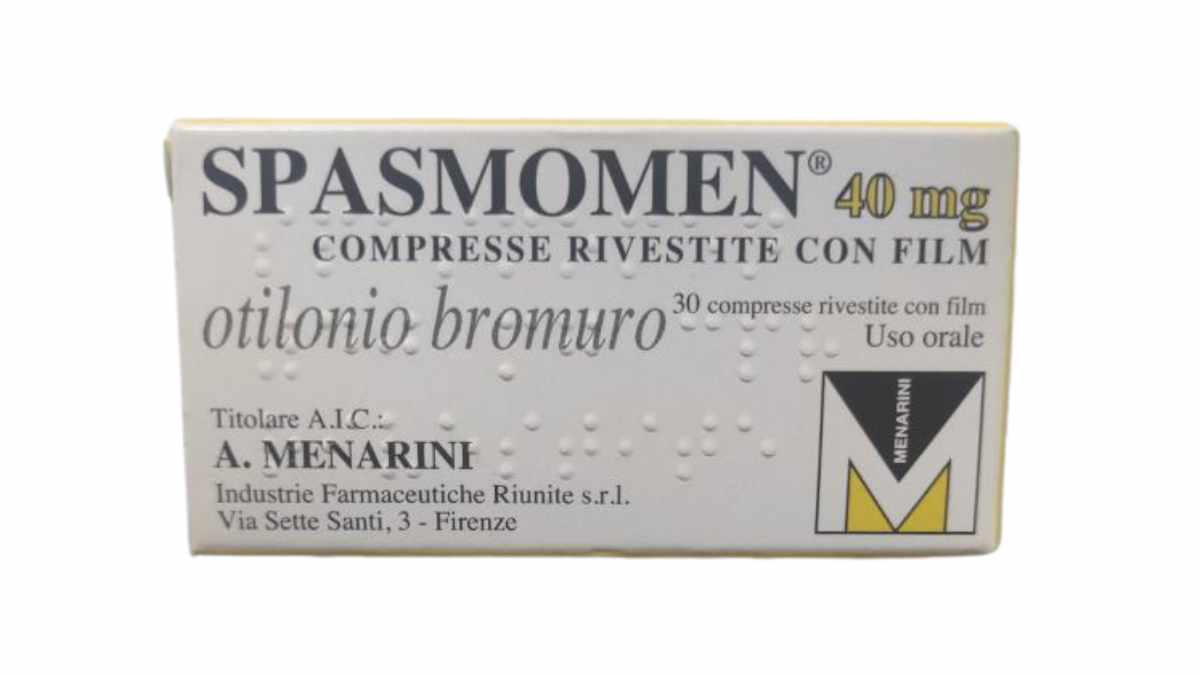 SPASMOMEN® 40 mg
COMPRESSE RIVESTITE CON FILM
otilonio bromuro
30 compresse rivestite con film
Uso orale
Titolare A.I.C.:
A. MENARINI
Industrie Farmaceutiche Riunite s.r.l.
Via Sette Santi, 3 - Firenze
MENARINI